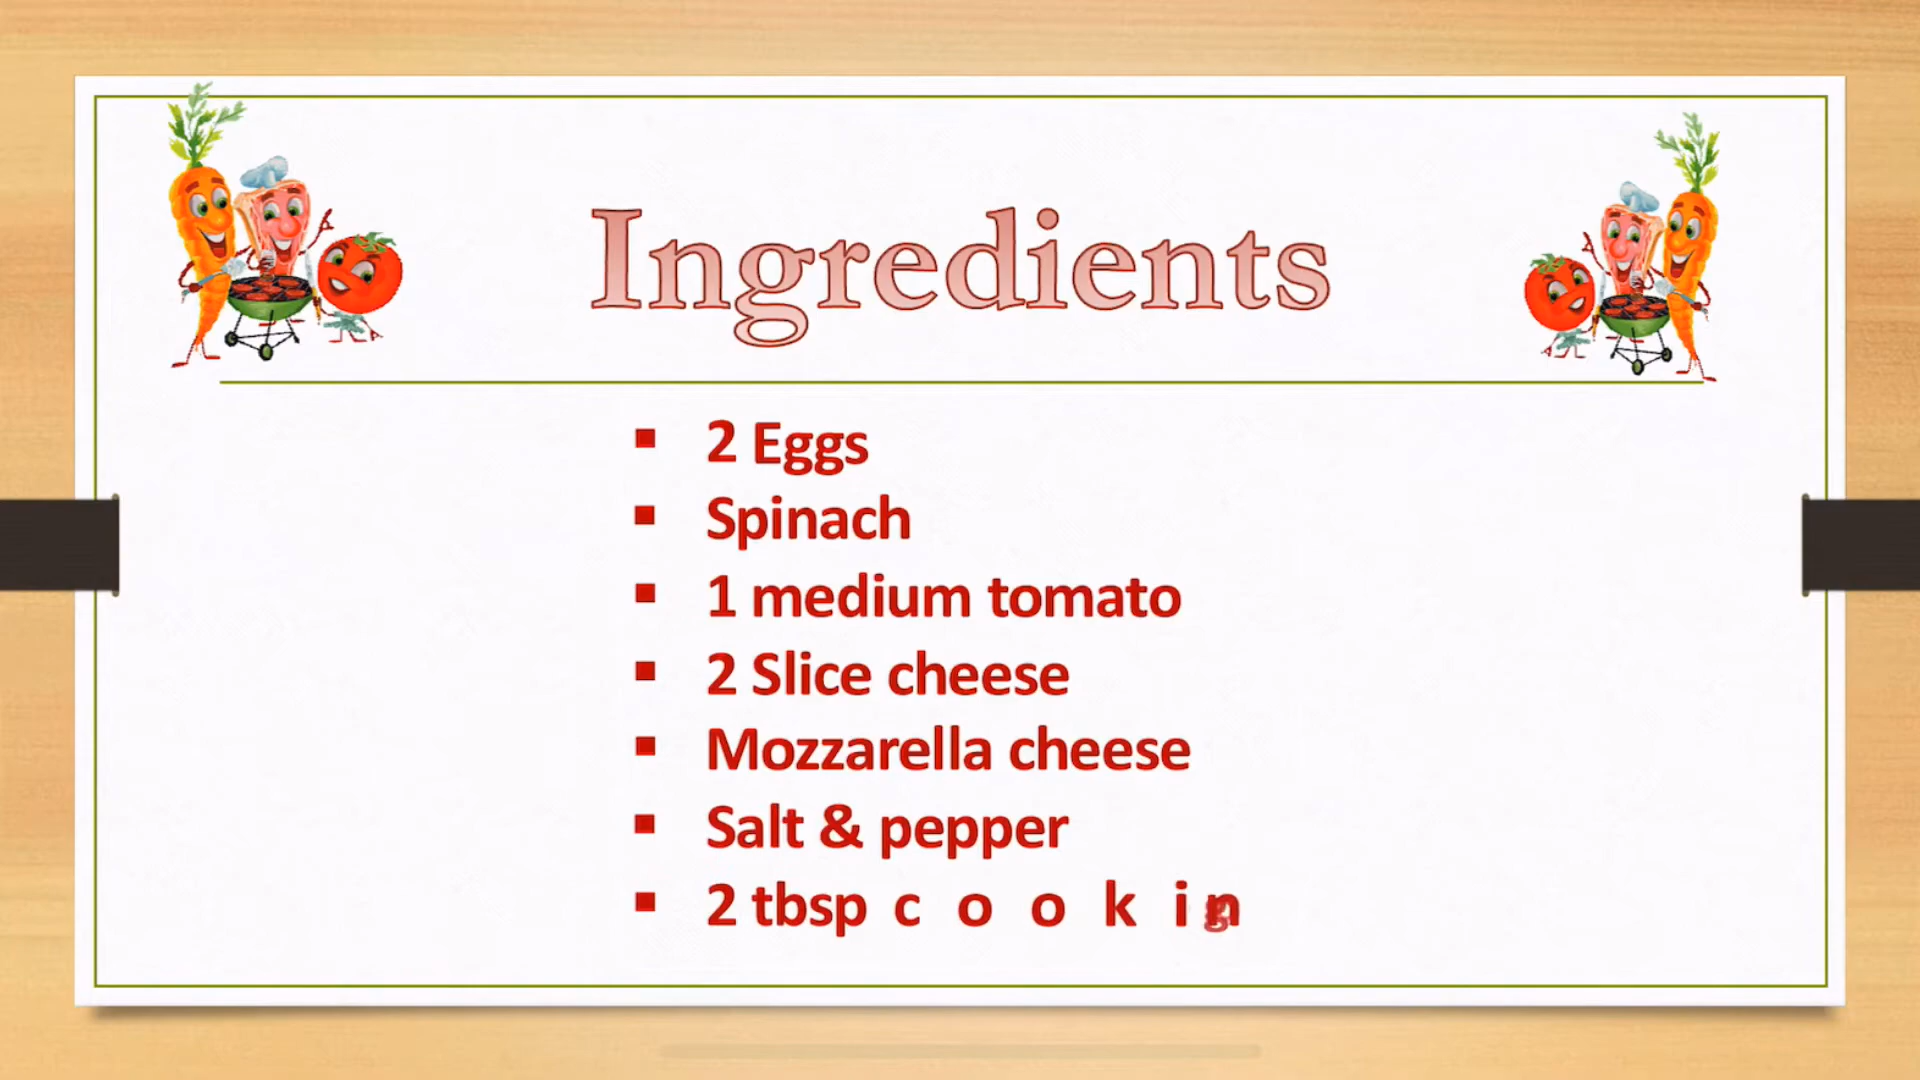 Ingredients
▪ 2 Eggs
▪ Spinach
▪ 1 medium tomato
▪ 2 Slice cheese
▪ Mozzarella cheese
▪ Salt & pepper
▪ 2 tbsp c o o k i n g